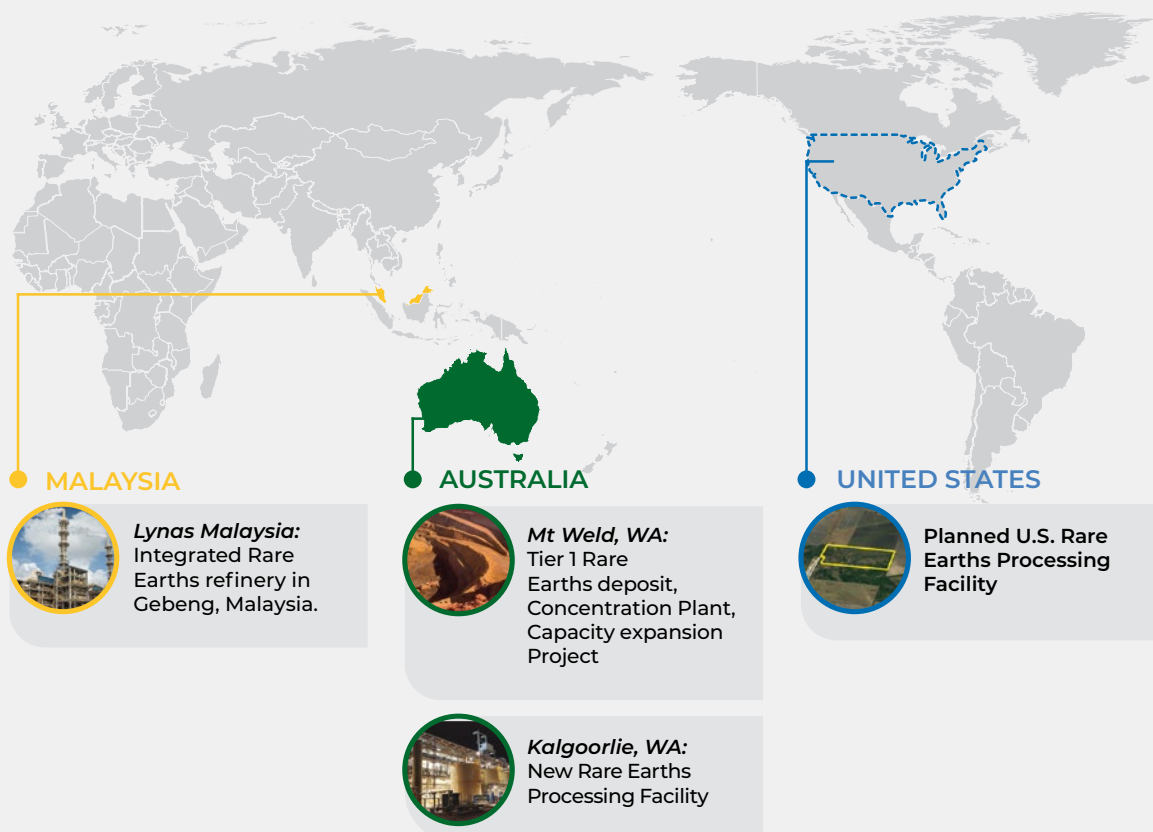 MALAYSIA
Lynas Malaysia:
Integrated Rare
Earths refinery in
Gebeng, Malaysia.
AUSTRALIA
Mt Weld, WA:
Tier 1 Rare
Earths deposit,
Concentration Plant,
Capacity expansion
Project
Kalgoorlie, WA:
New Rare Earths
Processing Facility
UNITED STATES
Planned U.S. Rare
Earths Processing
Facility